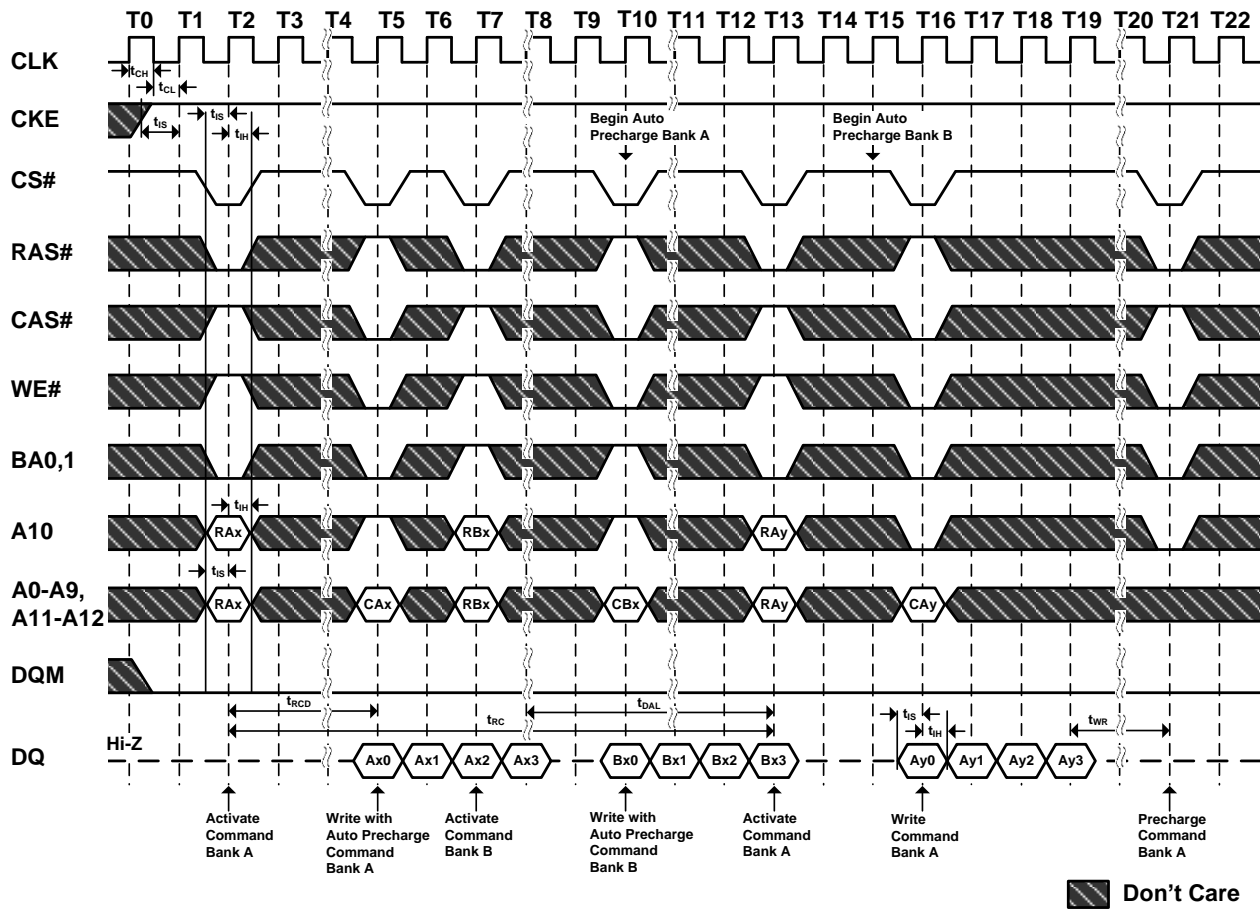 T0 T1 T2 T3 T4 T5 T6 T7 T8 T9 T10 T11 T12 T13 T14 T15 T16 T17 T18 T19 T20 T21 T22
CLK
tCH
tCL
CKE
tIS
tIS
tIH
Begin Auto
Precharge Bank A
Begin Auto
Precharge Bank B
CS#
RAS#
CAS#
WE#
BA0,1
tIH
A10
RAx RBx RAy
tIS
A0-A9,
A11-A12
RAx CAx RBx CBx RAy CAy
DQM
tRCD
tDAL
tRC
tIS
tIH
tWR
Hi-Z
DQ
Ax0 Ax1 Ax2 Ax3 Bx0 Bx1 Bx2 Bx3 Ay0 Ay1 Ay2 Ay3
Activate
Command
Bank A
Write with
Auto Precharge
Command
Bank A
Activate
Command
Bank B
Write with
Auto Precharge
Command
Bank B
Activate
Command
Bank A
Write
Command
Bank A
Precharge
Command
Bank A
Don't Care